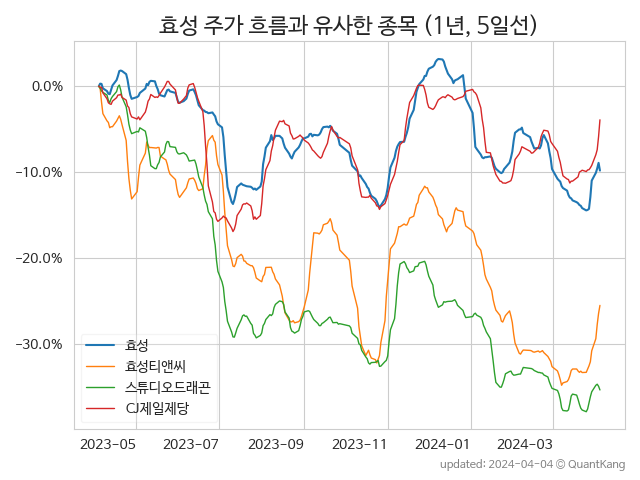 효성 주가 흐름과 유사한 종목 (1년, 5일선)
0.0%
−10.0%
−20.0%
−30.0%
효성
효성티앤씨
스튜디오드래곤
CJ제일제당
2023-05 2023-07 2023-09 2023-11 2024-01 2024-03
updated: 2024-04-04 © QuantKang